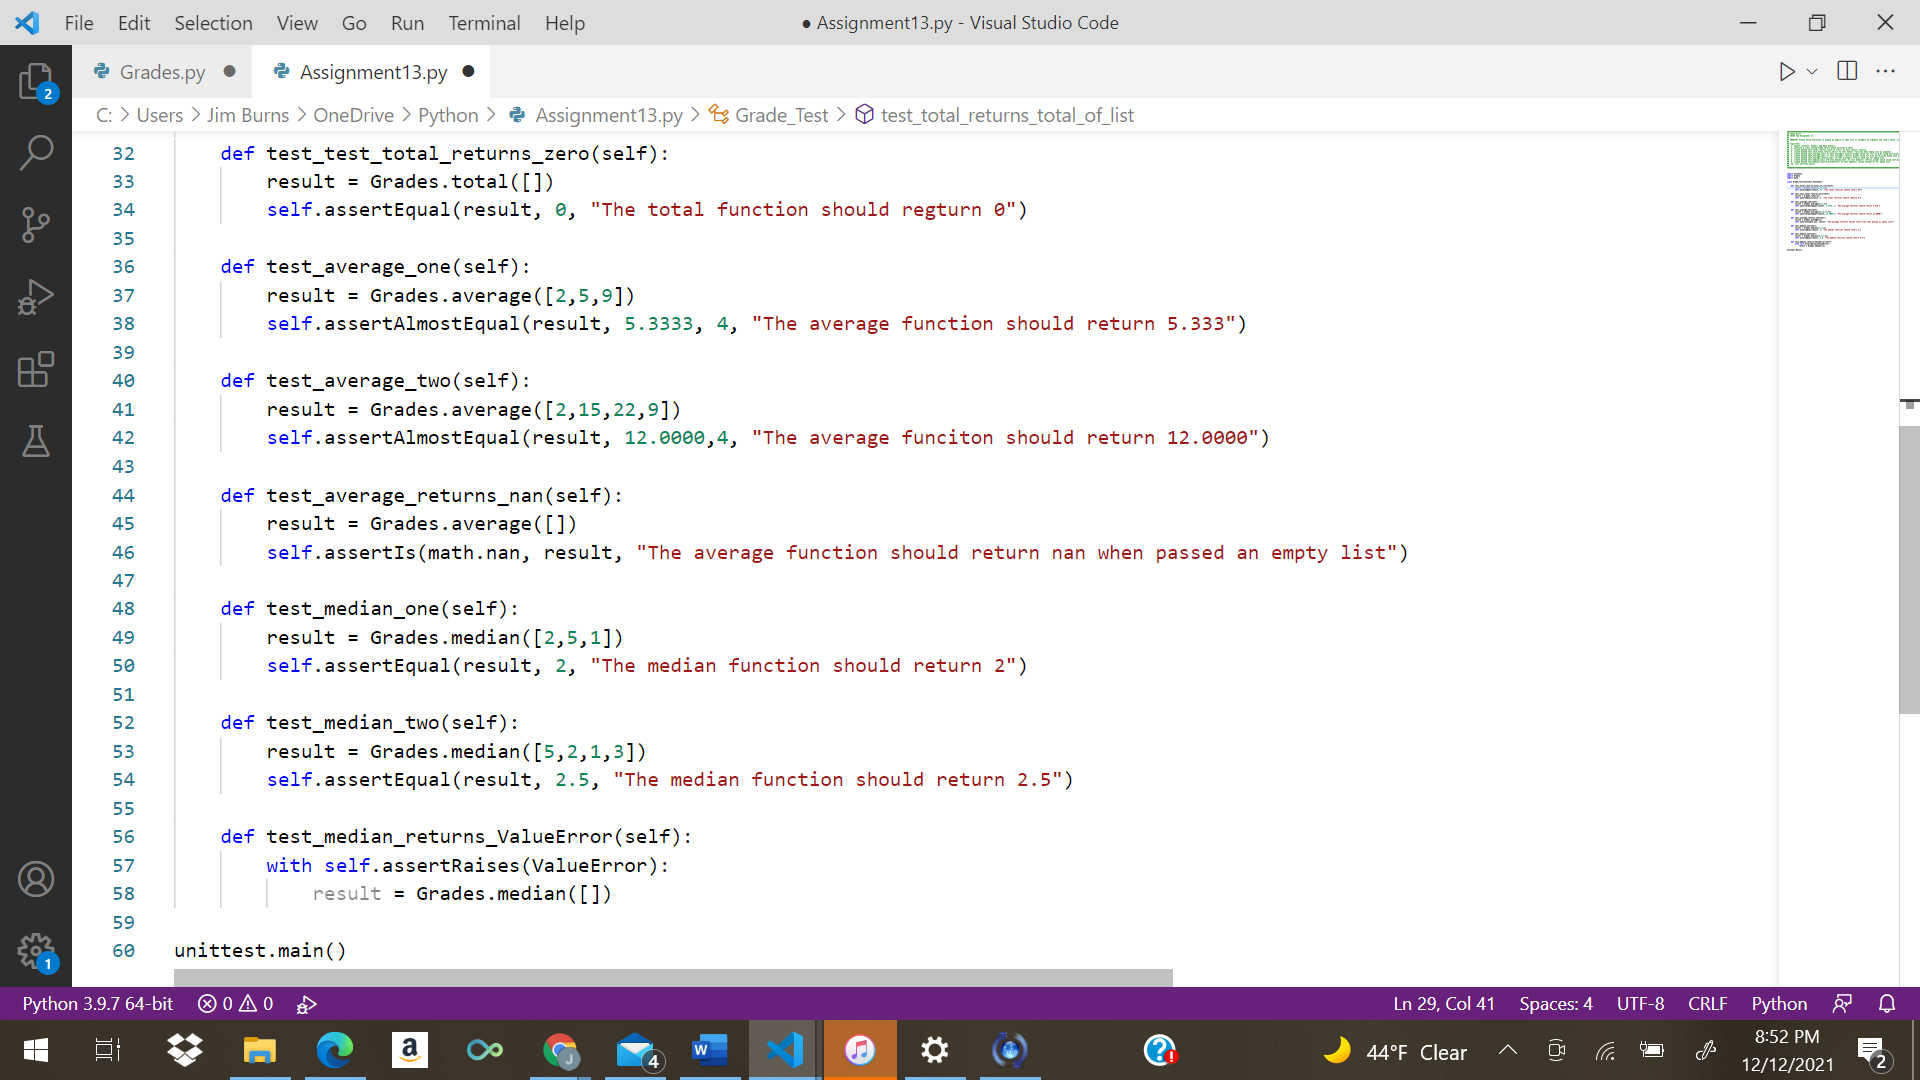 File Edit Selection View Go Run Terminal Help
● Assignment13.py - Visual Studio Code
Grades.py ● Assignment13.py ●
2
C: > Users > Jim Burns > OneDrive > Python > Assignment13.py > Grade_Test > test_total_returns_total_of_list
32 def test_test_total_returns_zero(self):
33 result = Grades.total([])
34 self.assertEqual(result, 0, "The total function should regturn 0")
35
36 def test_average_one(self):
37 result = Grades.average([2,5,9])
38 self.assertAlmostEqual(result, 5.3333, 4, "The average function should return 5.333")
39
40 def test_average_two(self):
41 result = Grades.average([2,15,22,9])
42 self.assertAlmostEqual(result, 12.0000,4, "The average funciton should return 12.0000")
43
44 def test_average_returns_nan(self):
45 result = Grades.average([])
46 self.assertIs(math.nan, result, "The average function should return nan when passed an empty list")
47
48 def test_median_one(self):
49 result = Grades.median([2,5,1])
50 self.assertEqual(result, 2, "The median function should return 2")
51
52 def test_median_two(self):
53 result = Grades.median([5,2,1,3])
54 self.assertEqual(result, 2.5, "The median function should return 2.5")
55
56 def test_median_returns_ValueError(self):
57 with self.assertRaises(ValueError):
58 result = Grades.median([])
59
60 unittest.main()
1
Python 3.9.7 64-bit 0 0 Ln 29, Col 41 Spaces: 4 UTF-8 CRLF Python
a J 4 W 44°F Clear 8:52 PM
12/12/2021 2